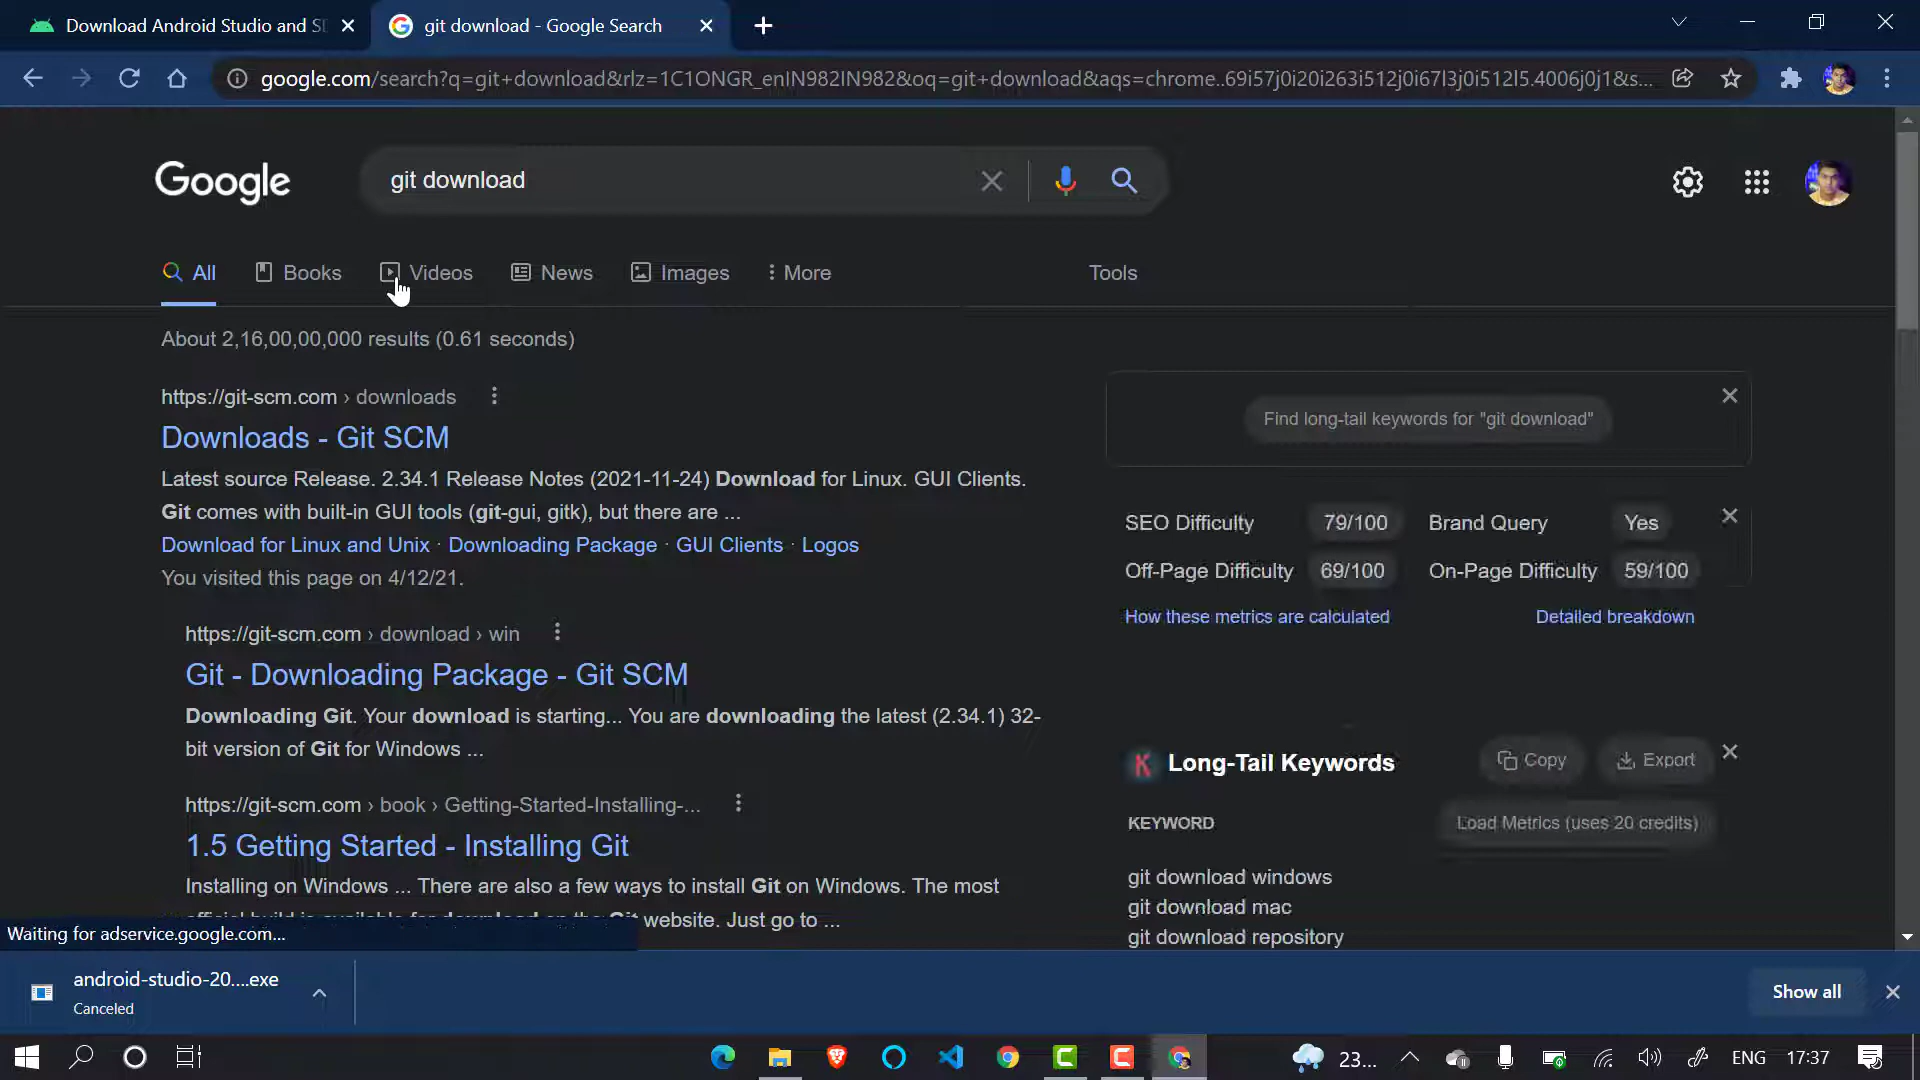 Download Android Studio and S
git download - Google Search
google.com/search?q=git+download&rlz=1C1ONGR_enIN982IN982&oq=git+download&aqs=chrome..69i57j0i20i263i512j0i67l3j0i512l5.4006j0j1&s...
Google
git download
All Books Videos News Images More Tools
About 2,16,00,00,000 results (0.61 seconds)
https://git-scm.com › downloads
Downloads - Git SCM
Latest source Release. 2.34.1 Release Notes (2021-11-24) Download for Linux. GUI Clients.
Git comes with built-in GUI tools (git-gui, gitk), but there are ...
Download for Linux and Unix · Downloading Package · GUI Clients · Logos
You visited this page on 4/12/21.
https://git-scm.com › download › win
Git - Downloading Package - Git SCM
Downloading Git. Your download is starting... You are downloading the latest (2.34.1) 32-
bit version of Git for Windows ...
https://git-scm.com › book › Getting-Started-Installing-...
1.5 Getting Started - Installing Git
Installing on Windows ... There are also a few ways to install Git on Windows. The most
official build is available for download on the Git website. Just go to ...
Find long-tail keywords for "git download"
SEO Difficulty 79/100 Brand Query Yes
Off-Page Difficulty 69/100 On-Page Difficulty 59/100
How these metrics are calculated Detailed breakdown
Long-Tail Keywords Copy Export
KEYWORD Load Metrics (uses 20 credits)
git download windows
git download mac
git download repository
Waiting for adservice.google.com...
android-studio-20....exe
Canceled
Show all
23... ENG 17:37